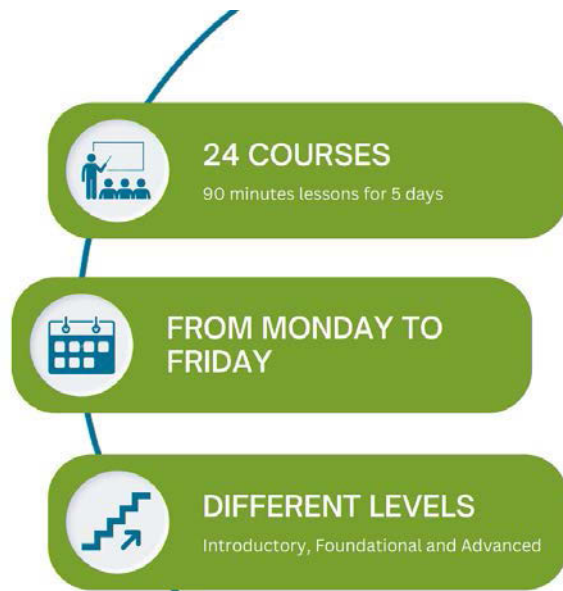 24 COURSES
90 minutes lessons for 5 days
FROM MONDAY TO
FRIDAY
DIFFERENT LEVELS
Introductory, Foundational and Advanced